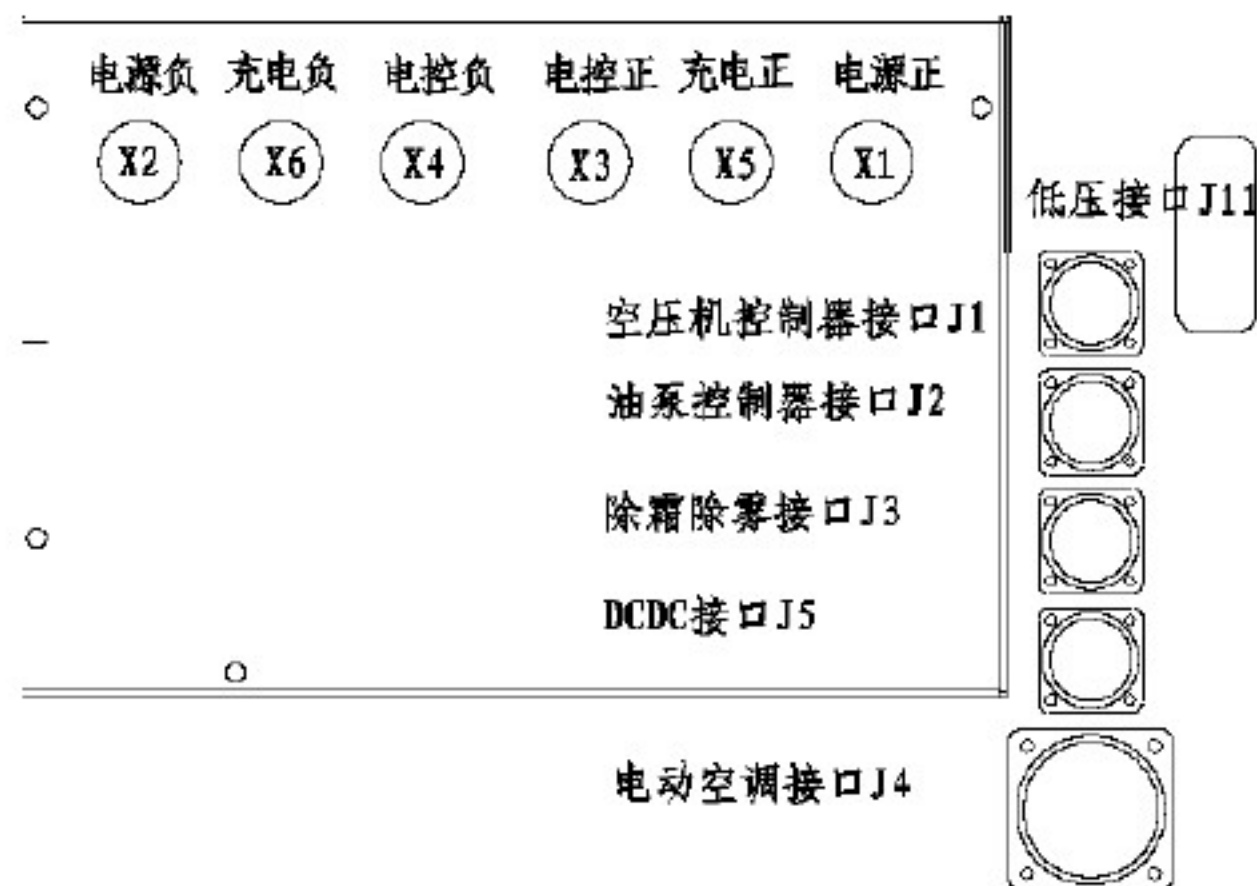 电源负 充电负 电控负 电控正 充电正 电源正
X2 X6 X4 X3 X5 X1
低压接口J11
空压机控制器接口J1
油泵控制器接口J2
除霜除雾接口J3
DCDC接口J5
电动空调接口J4